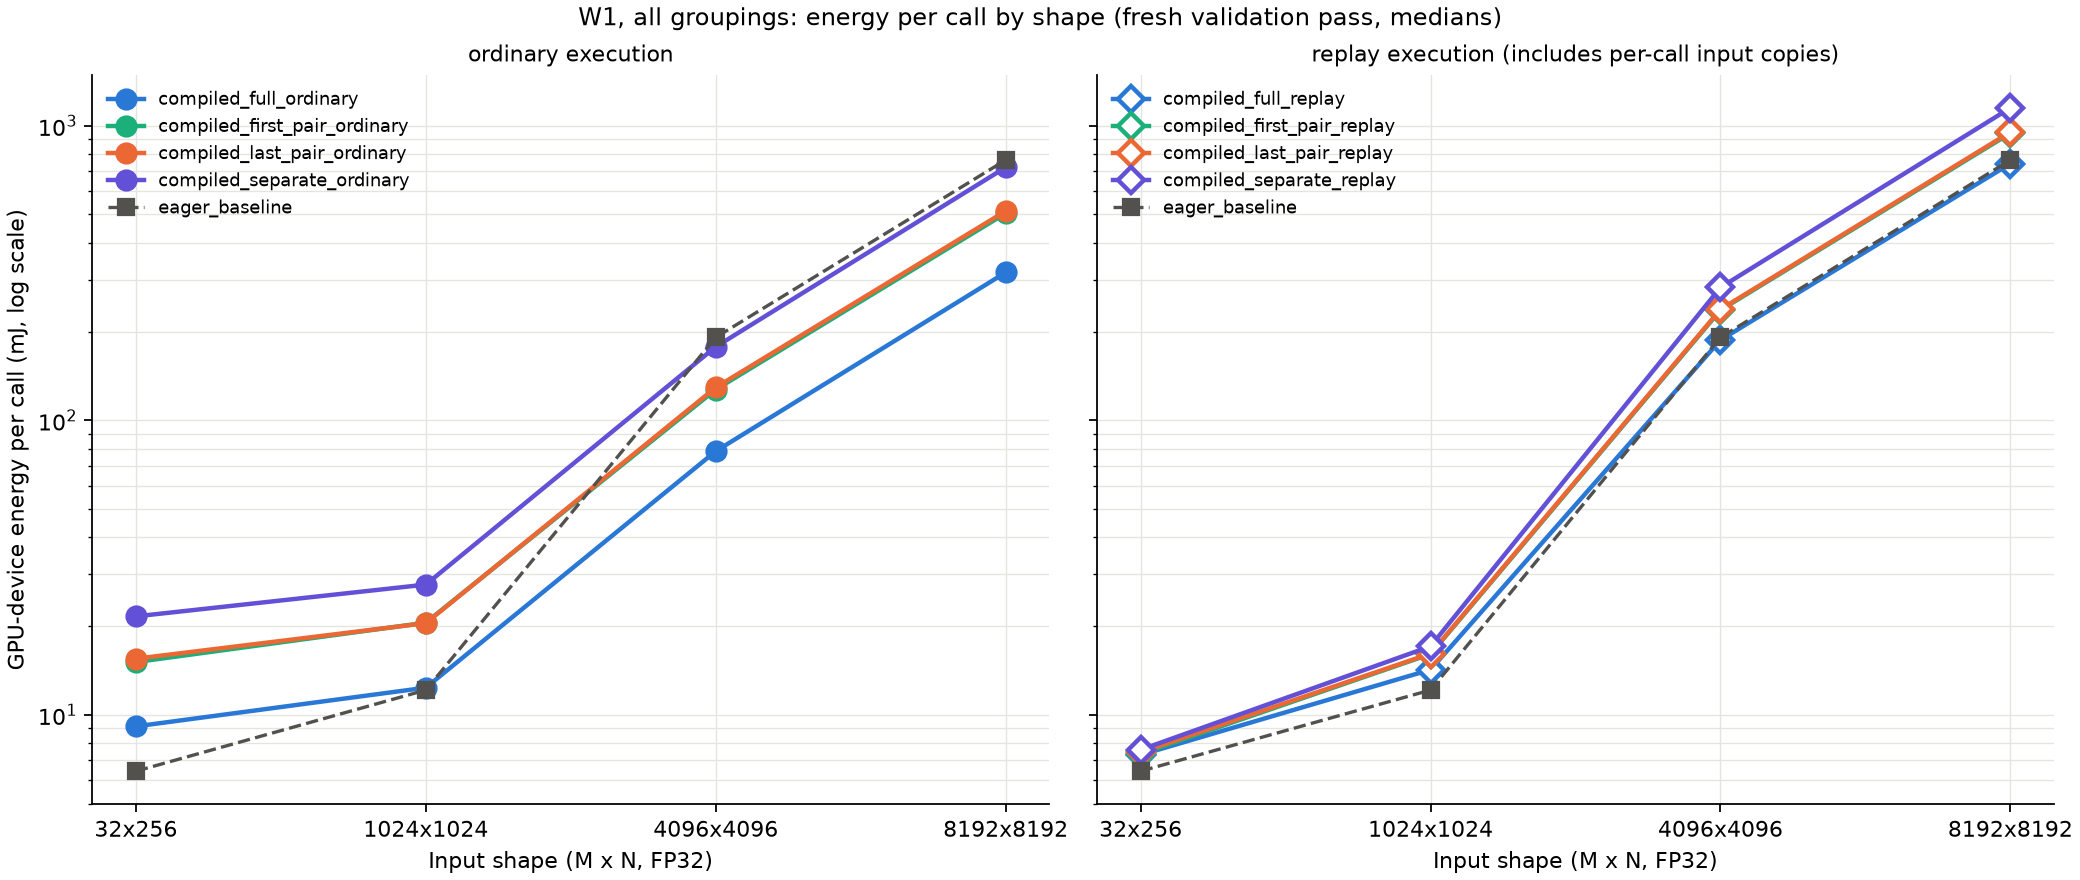 W1, all groupings: energy per call by shape (fresh validation pass, medians)
ordinary execution
compiled_full_ordinary
compiled_first_pair_ordinary
compiled_last_pair_ordinary
compiled_separate_ordinary
eager_baseline
GPU-device energy per call (mJ, log scale)
10³
10²
10¹
32x256
1024x1024
4096x4096
8192x8192
Input shape (M x N, FP32)
replay execution (includes per-call input copies)
compiled_full_replay
compiled_first_pair_replay
compiled_last_pair_replay
compiled_separate_replay
eager_baseline
32x256
1024x1024
4096x4096
8192x8192
Input shape (M x N, FP32)